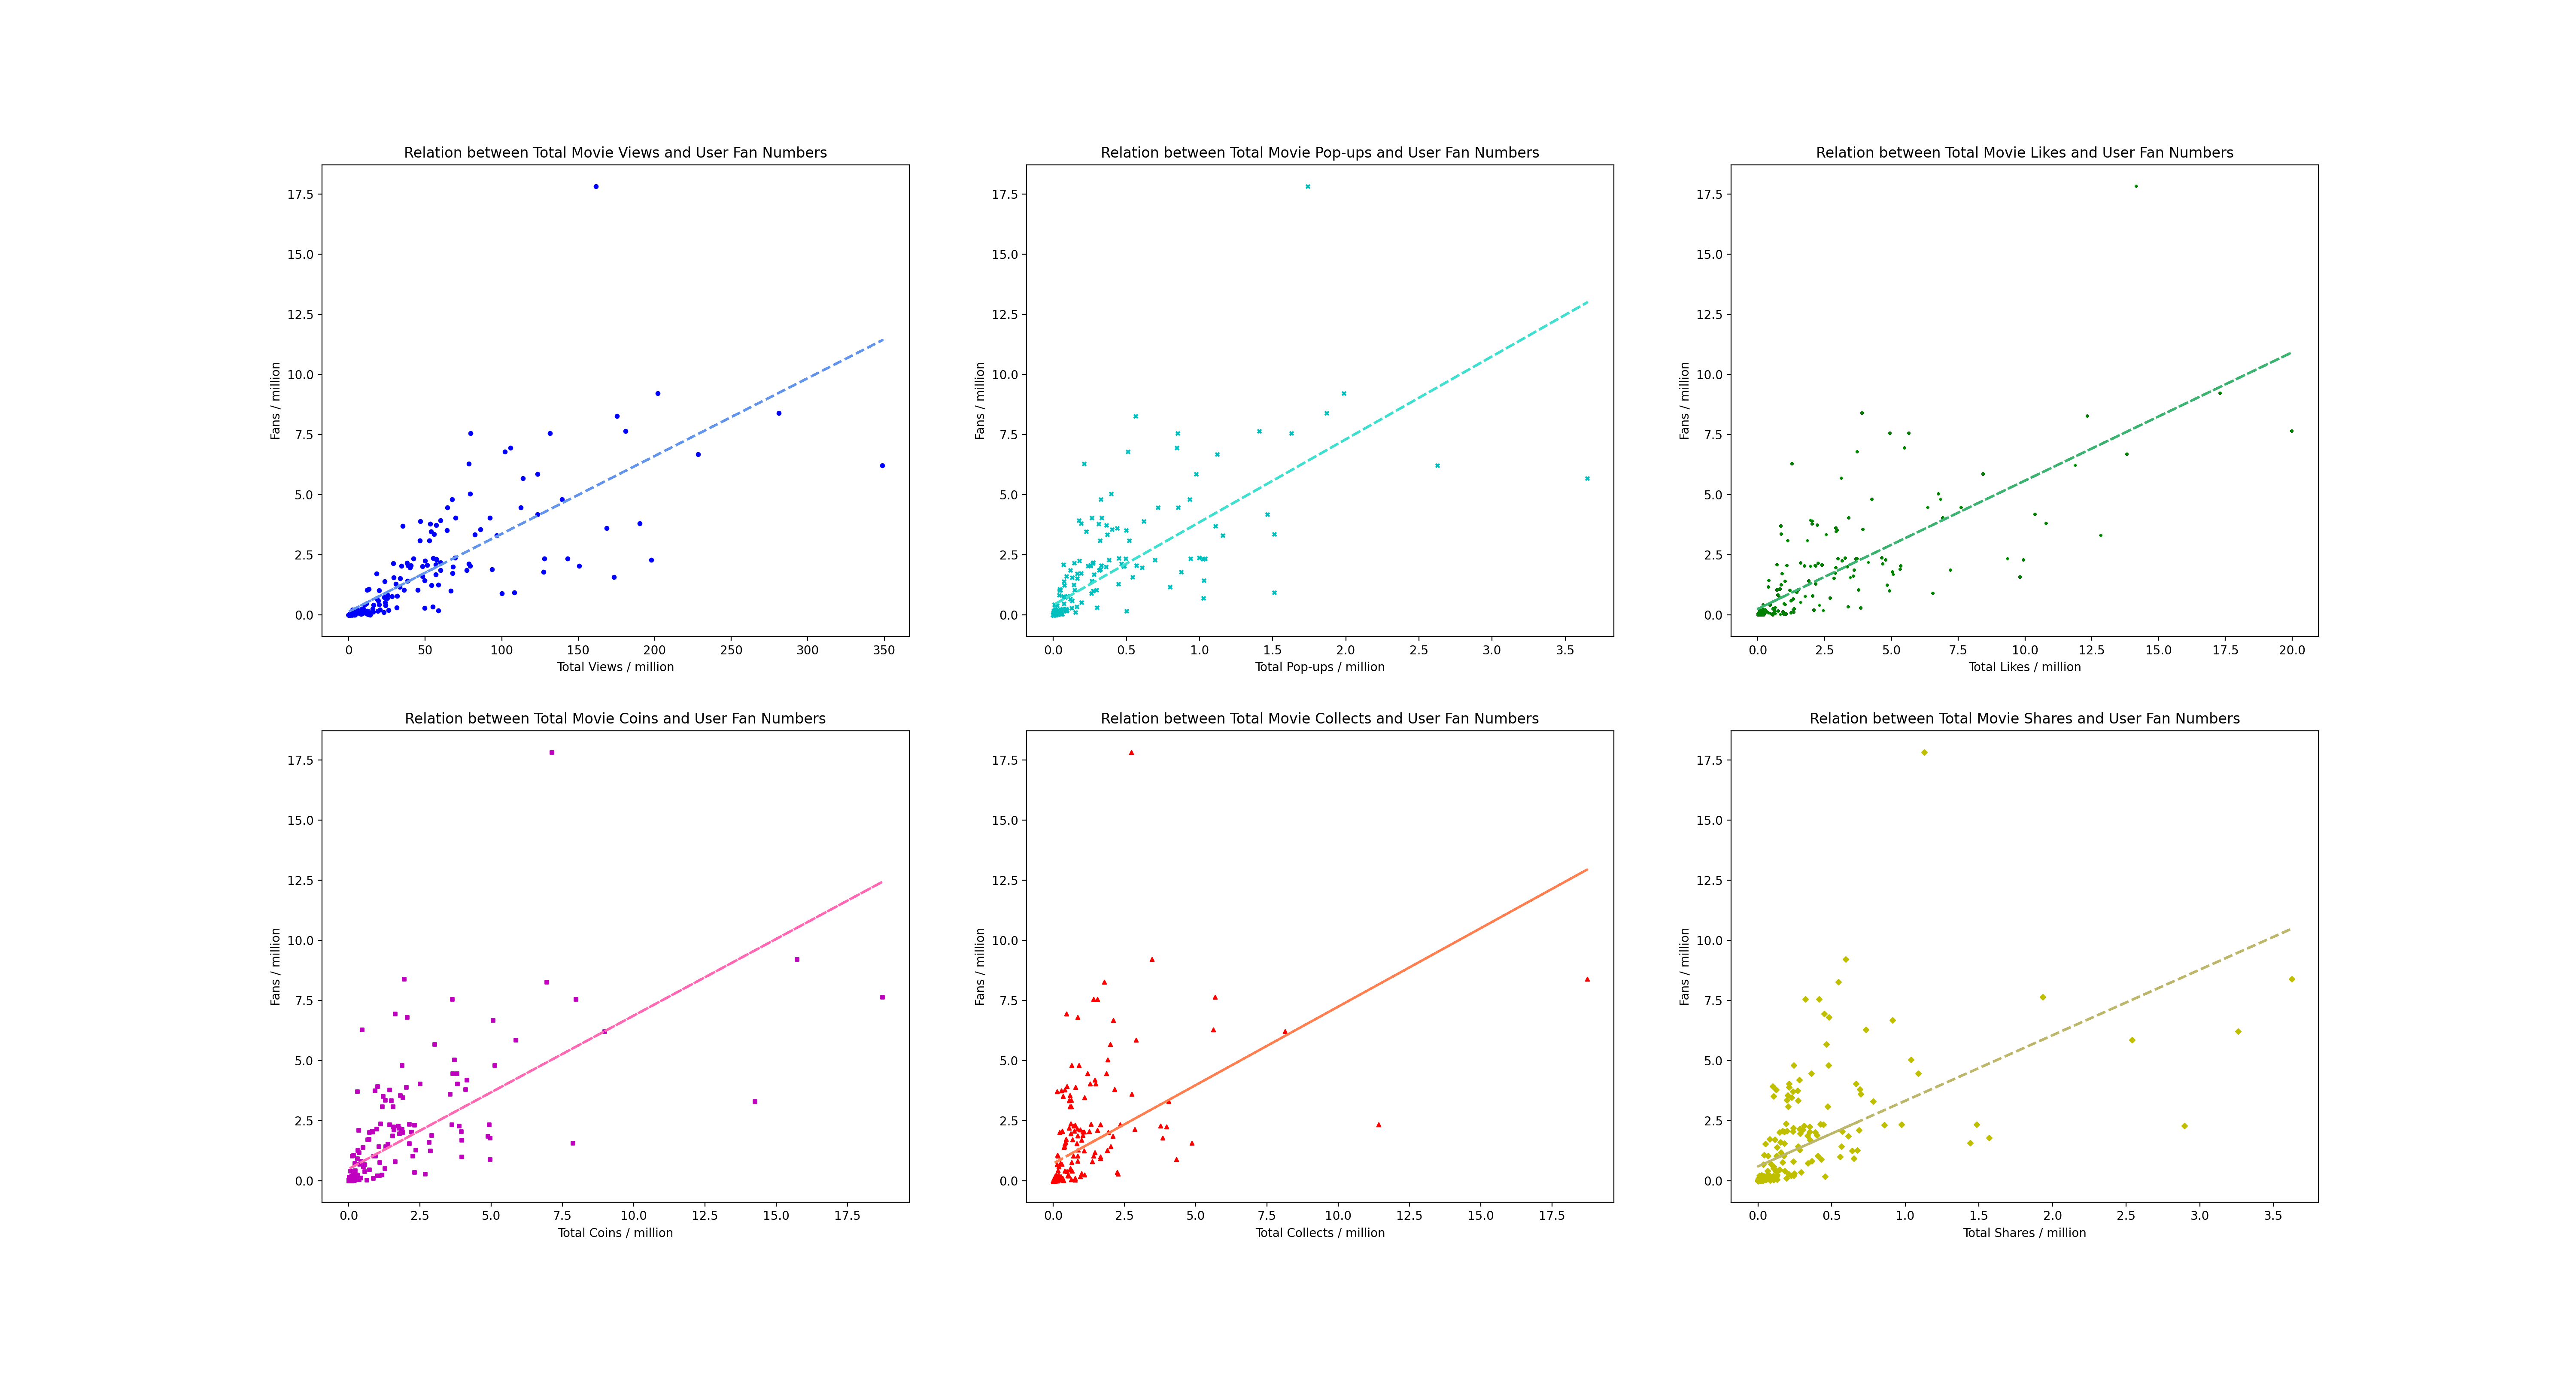 Relation between Total Movie Views and User Fan Numbers
Fans / million
17.5
15.0
12.5
10.0
7.5
5.0
2.5
0.0
0 50 100 150 200 250 300 350
Total Views / million
Relation between Total Movie Pop-ups and User Fan Numbers
Fans / million
17.5
15.0
12.5
10.0
7.5
5.0
2.5
0.0
0.0 0.5 1.0 1.5 2.0 2.5 3.0 3.5
Total Pop-ups / million
Relation between Total Movie Likes and User Fan Numbers
Fans / million
17.5
15.0
12.5
10.0
7.5
5.0
2.5
0.0
0.0 2.5 5.0 7.5 10.0 12.5 15.0 17.5 20.0
Total Likes / million
Relation between Total Movie Coins and User Fan Numbers
Fans / million
17.5
15.0
12.5
10.0
7.5
5.0
2.5
0.0
0.0 2.5 5.0 7.5 10.0 12.5 15.0 17.5
Total Coins / million
Relation between Total Movie Collects and User Fan Numbers
Fans / million
17.5
15.0
12.5
10.0
7.5
5.0
2.5
0.0
0.0 2.5 5.0 7.5 10.0 12.5 15.0 17.5
Total Collects / million
Relation between Total Movie Shares and User Fan Numbers
Fans / million
17.5
15.0
12.5
10.0
7.5
5.0
2.5
0.0
0.0 0.5 1.0 1.5 2.0 2.5 3.0 3.5
Total Shares / million